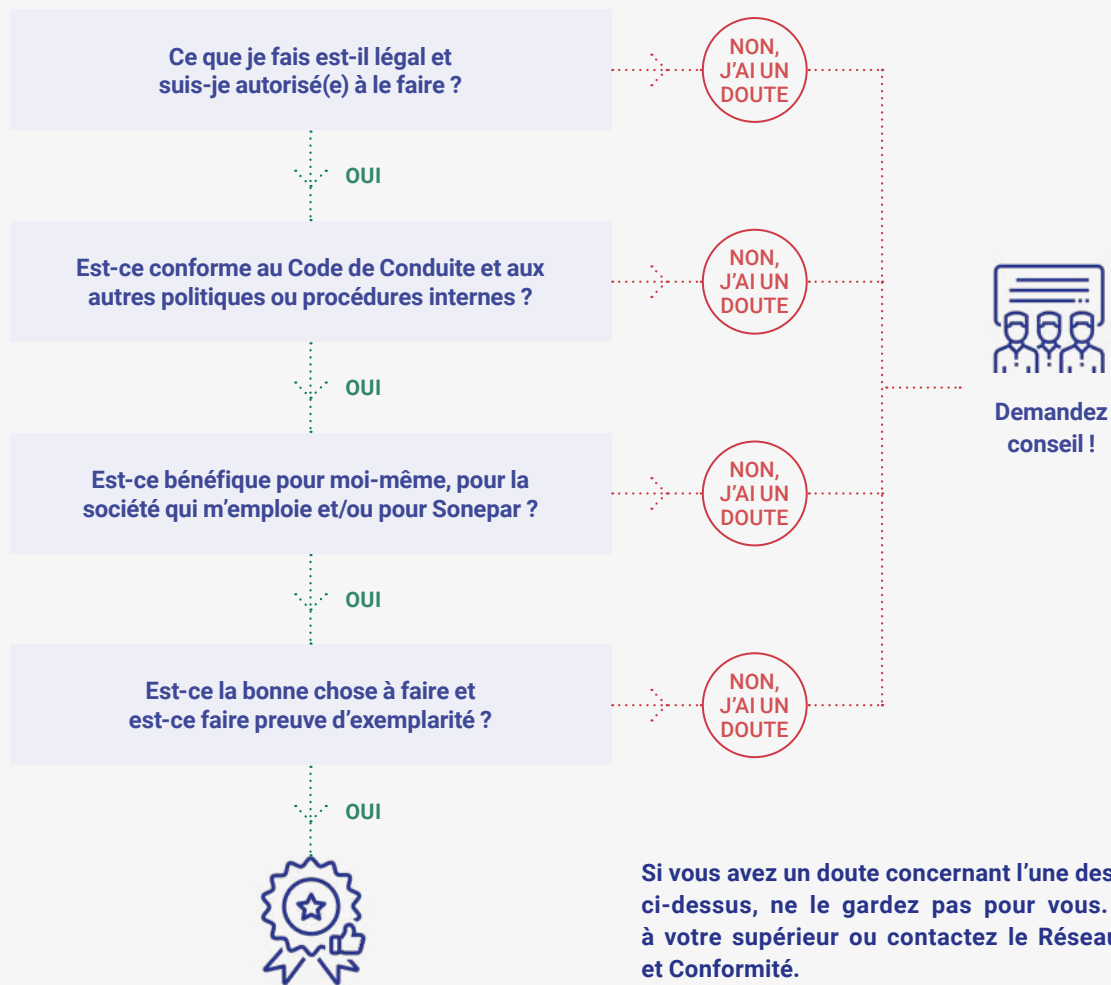 Ce que je fais est-il légal et
suis-je autorisé(e) à le faire ?
NON,
J'AI UN
DOUTE
OUI
Est-ce conforme au Code de Conduite et aux
autres politiques ou procédures internes ?
NON,
J'AI UN
DOUTE
OUI
Demandez
conseil !
Est-ce bénéfique pour moi-même, pour la
société qui m'emploie et/ou pour Sonepar ?
NON,
J'AI UN
DOUTE
OUI
Est-ce la bonne chose à faire et
est-ce faire preuve d'exemplarité ?
NON,
J'AI UN
DOUTE
OUI
Si vous avez un doute concernant l'une des
ci-dessus, ne le gardez pas pour vous.
à votre supérieur ou contactez le Réseau
et Conformité.